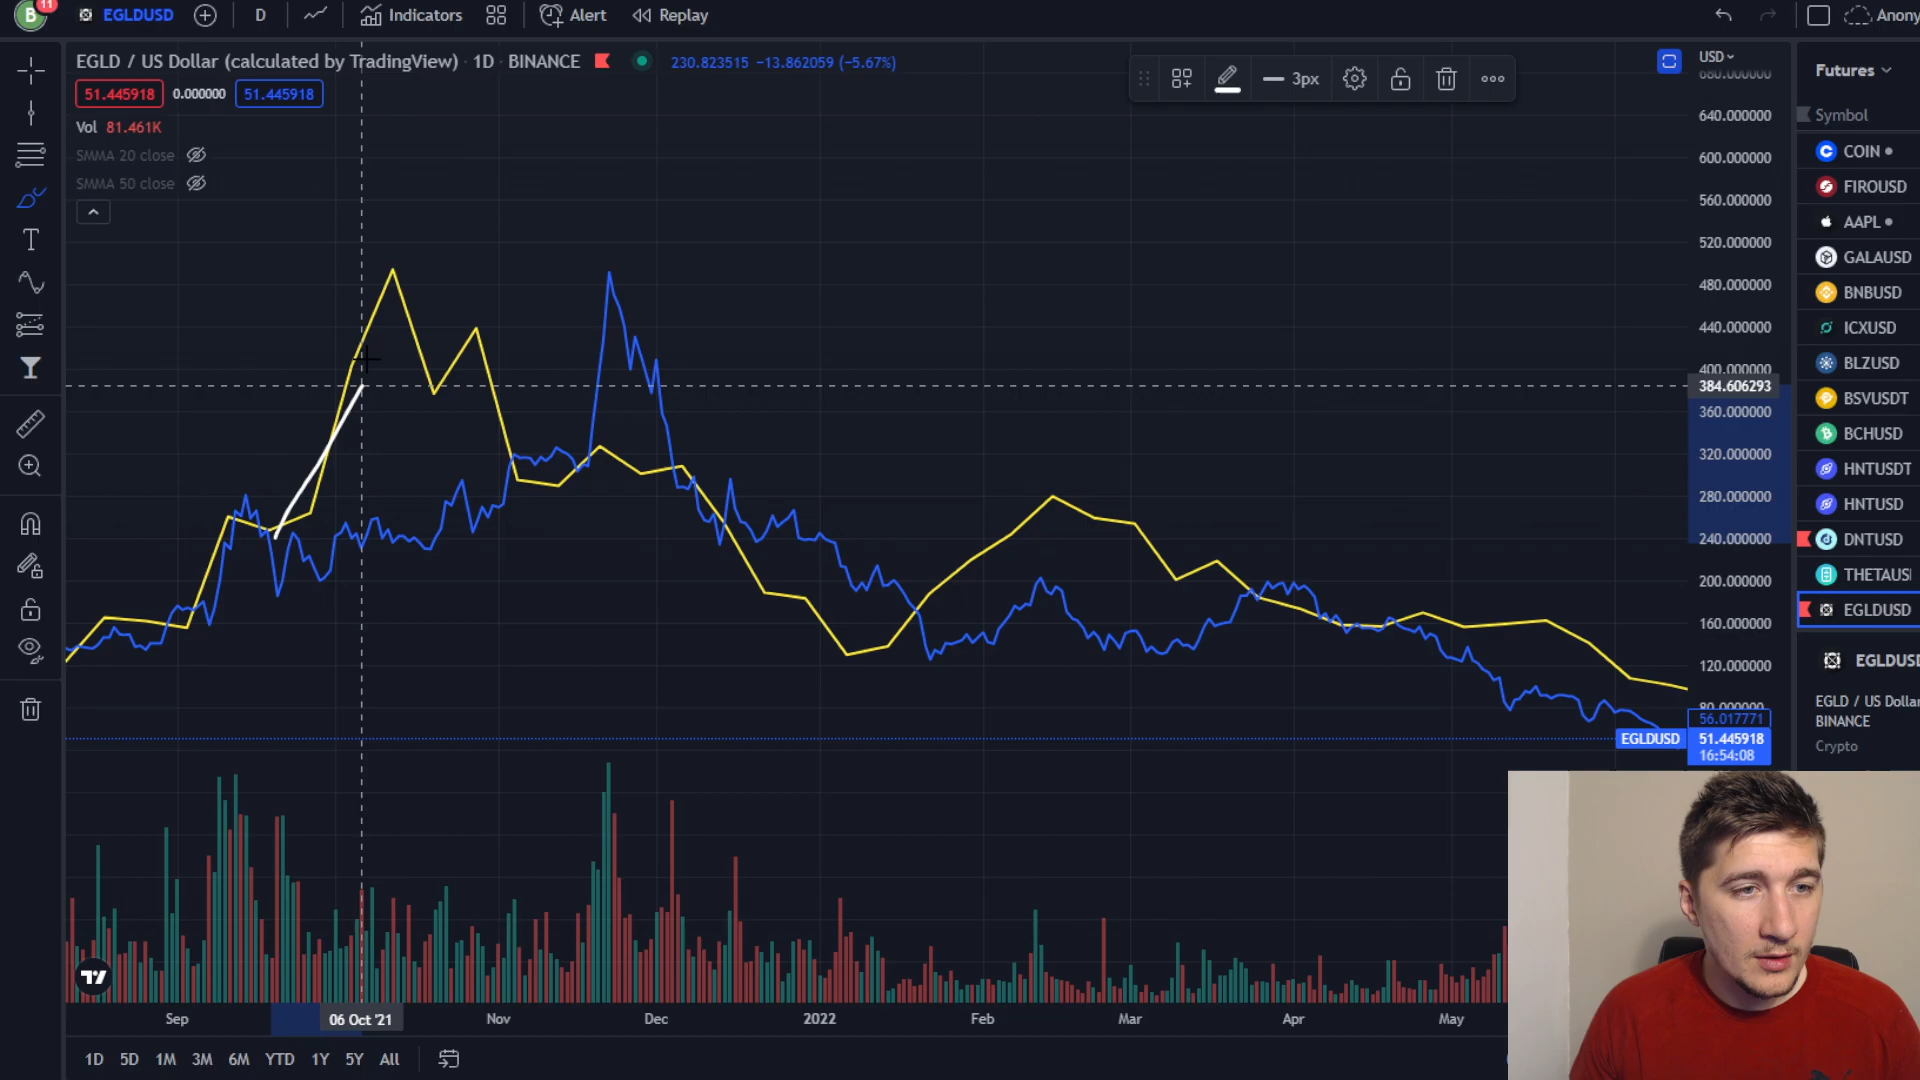 B 11 EGLDUSD D Indicators Alert Replay Anony
EGLD / US Dollar (calculated by TradingView) · 1D · BINANCE 230.823515 −13.862059 (−5.67%)
51.445918 0.000000 51.445918
Vol 81.461K
SMMA 20 close
SMMA 50 close
3px
USD
680.000000
640.000000
600.000000
560.000000
520.000000
480.000000
440.000000
400.000000
384.606293
360.000000
320.000000
280.000000
240.000000
200.000000
160.000000
120.000000
80.000000
56.017771
EGLDUSD 51.445918
16:54:08
Futures
Symbol
COIN
FIROUSD
AAPL
GALAUSD
BNBUSD
ICXUSD
BLZUSD
BSVUSDT
BCHUSD
HNTUSDT
HNTUSD
DNTUSD
THETAUSI
EGLDUSD
EGLDUSD
EGLD / US Dollar
BINANCE
Crypto
Sep 06 Oct '21 Nov Dec 2022 Feb Mar Apr May
1D 5D 1M 3M 6M YTD 1Y 5Y All